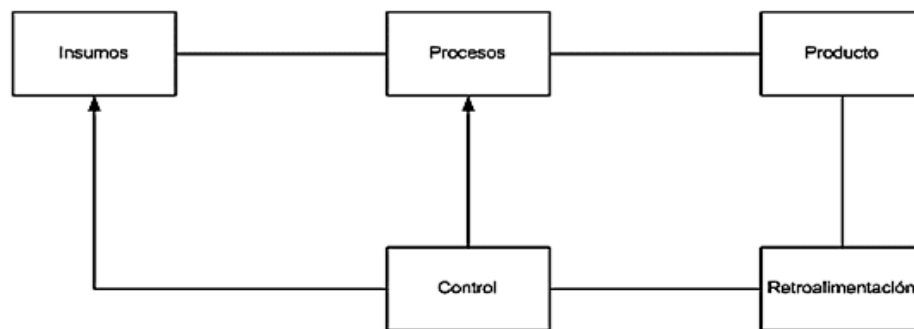 Insumos
Procesos
Producto
Control
Retroalimentación